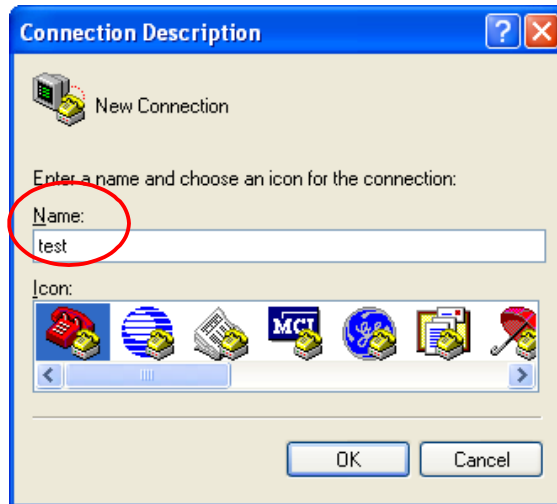 Connection Description
New Connection
Enter a name and choose an icon for the connection:
Name:
test
Icon:
MCI
OK Cancel